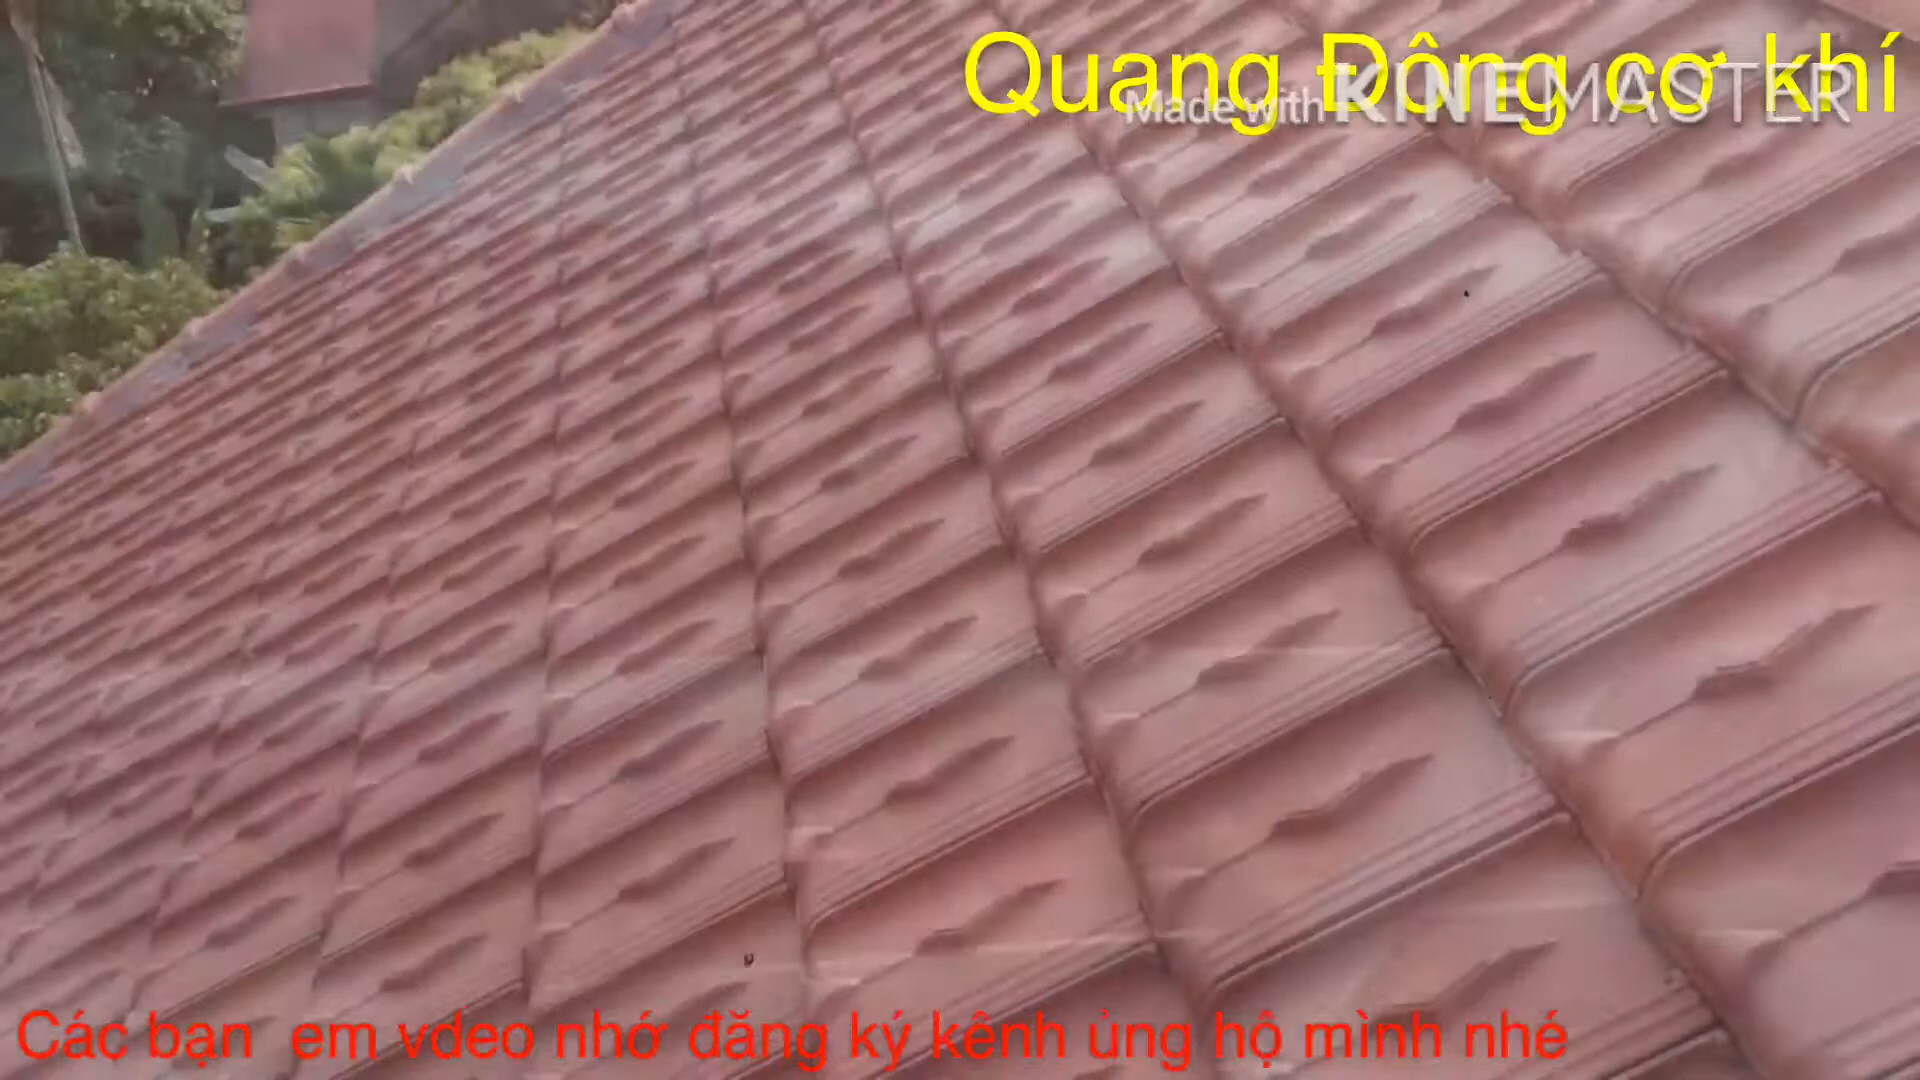 Quang Đông cơ khí
Made with KINEMASTER
Các bạn em vdeo nhớ đăng ký kênh ủng hộ mình nhé